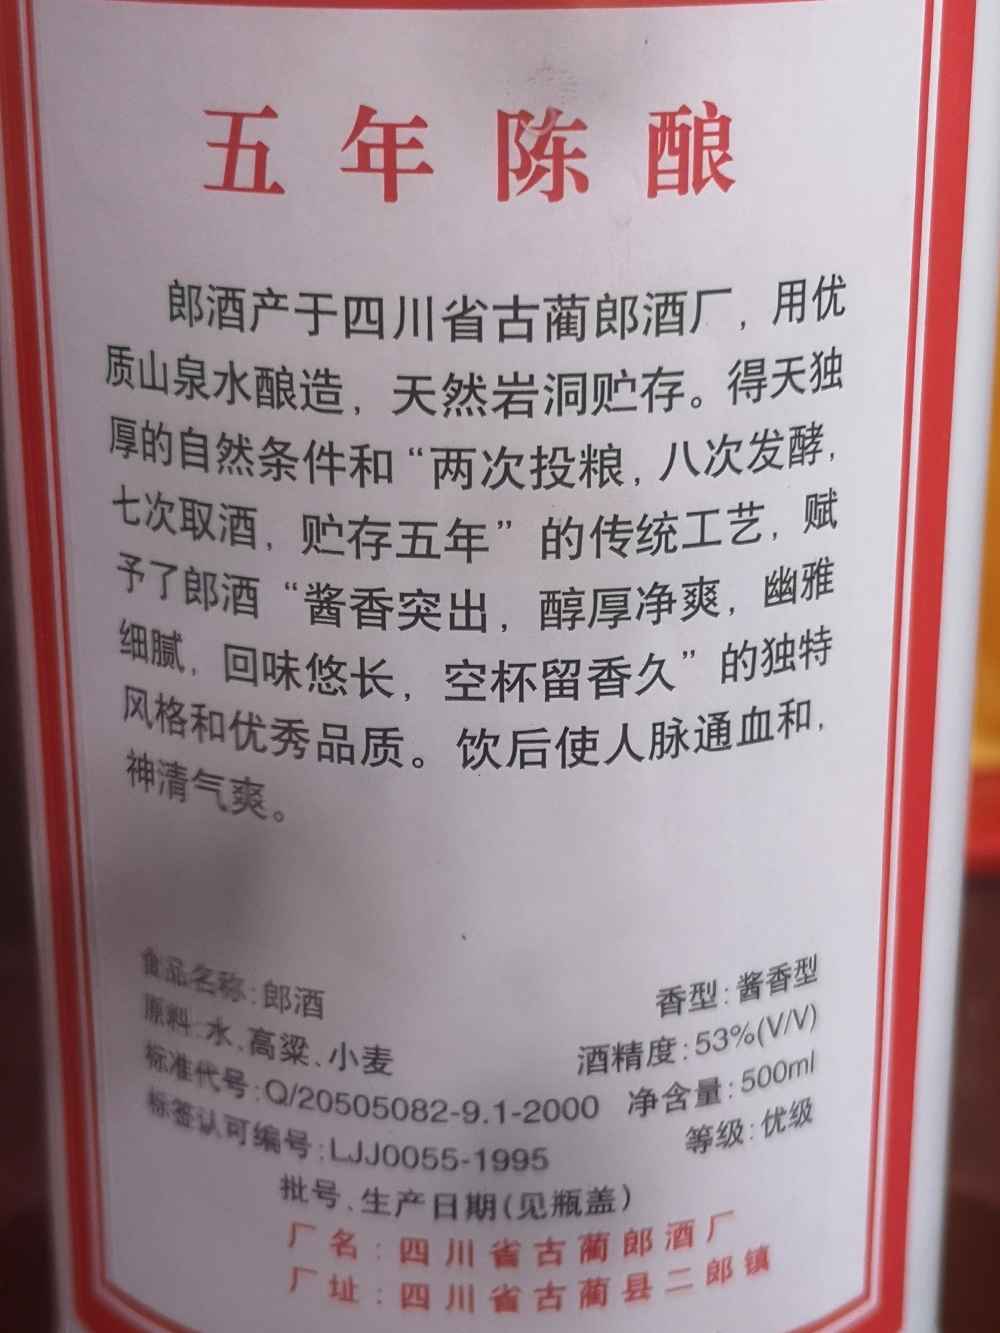 五年陈酿
郎酒产于四川省古蔺郎酒厂，用优
质山泉水酿造，天然岩洞贮存。得天独
厚的自然条件和“两次投粮，八次发酵，
七次取酒，贮存五年”的传统工艺，赋
予了郎酒“酱香突出，醇厚净爽，幽雅
细腻，回味悠长，空杯留香久”的独特
风格和优秀品质。饮后使人脉通血和，
神清气爽。
食品名称：郎酒 香型：酱香型
原料：水、高粱、小麦 酒精度：53%(V/V)
标准代号：Q/20505082-9.1-2000 净含量：500ml
标签认可编号：LJJ0055-1995 等级：优级
批号、生产日期(见瓶盖)
厂名：四川省古蔺郎酒厂
厂址：四川省古蔺县二郎镇